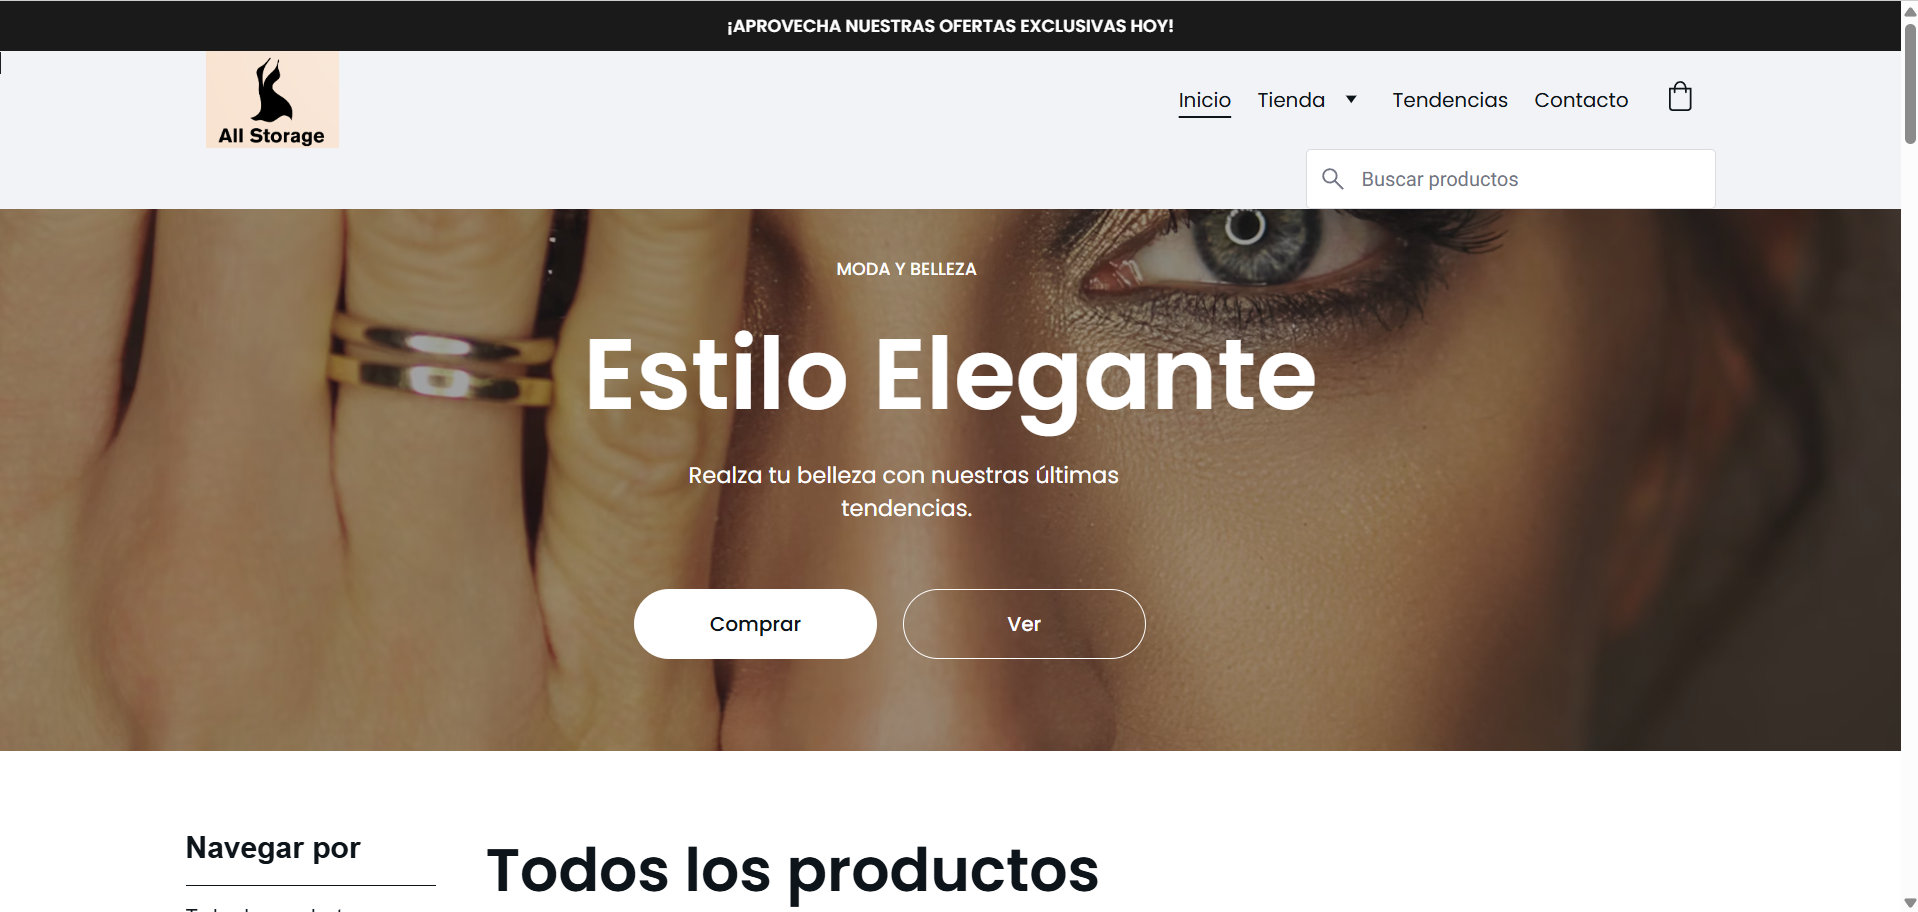 ¡APROVECHA NUESTRAS OFERTAS EXCLUSIVAS HOY!
All Storage
Inicio Tienda Tendencias Contacto
Buscar productos
MODA Y BELLEZA
Estilo Elegante
Realza tu belleza con nuestras últimas
tendencias.
Comprar Ver
Navegar por
Todos los productos